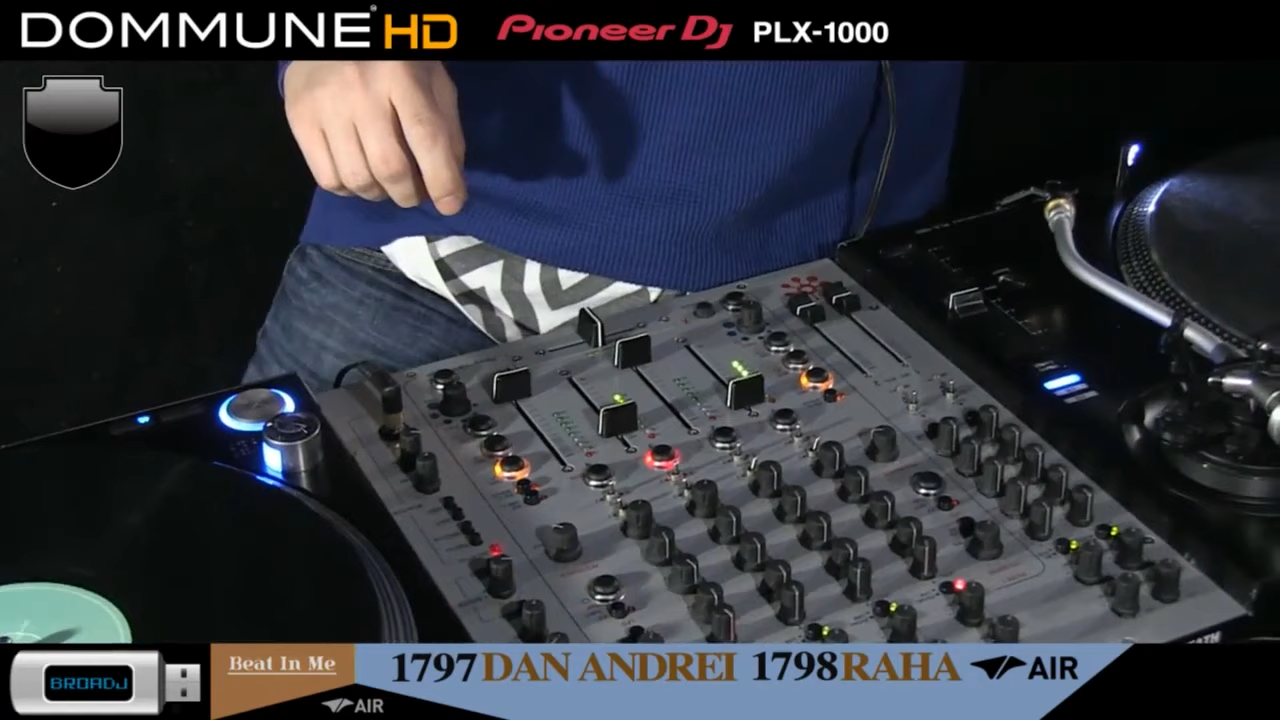 DOMMUNE HD Pioneer Dj PLX-1000
BROADJ
Beat In Me
1797 DAN ANDREI 1798 RAHA AIR
AIR